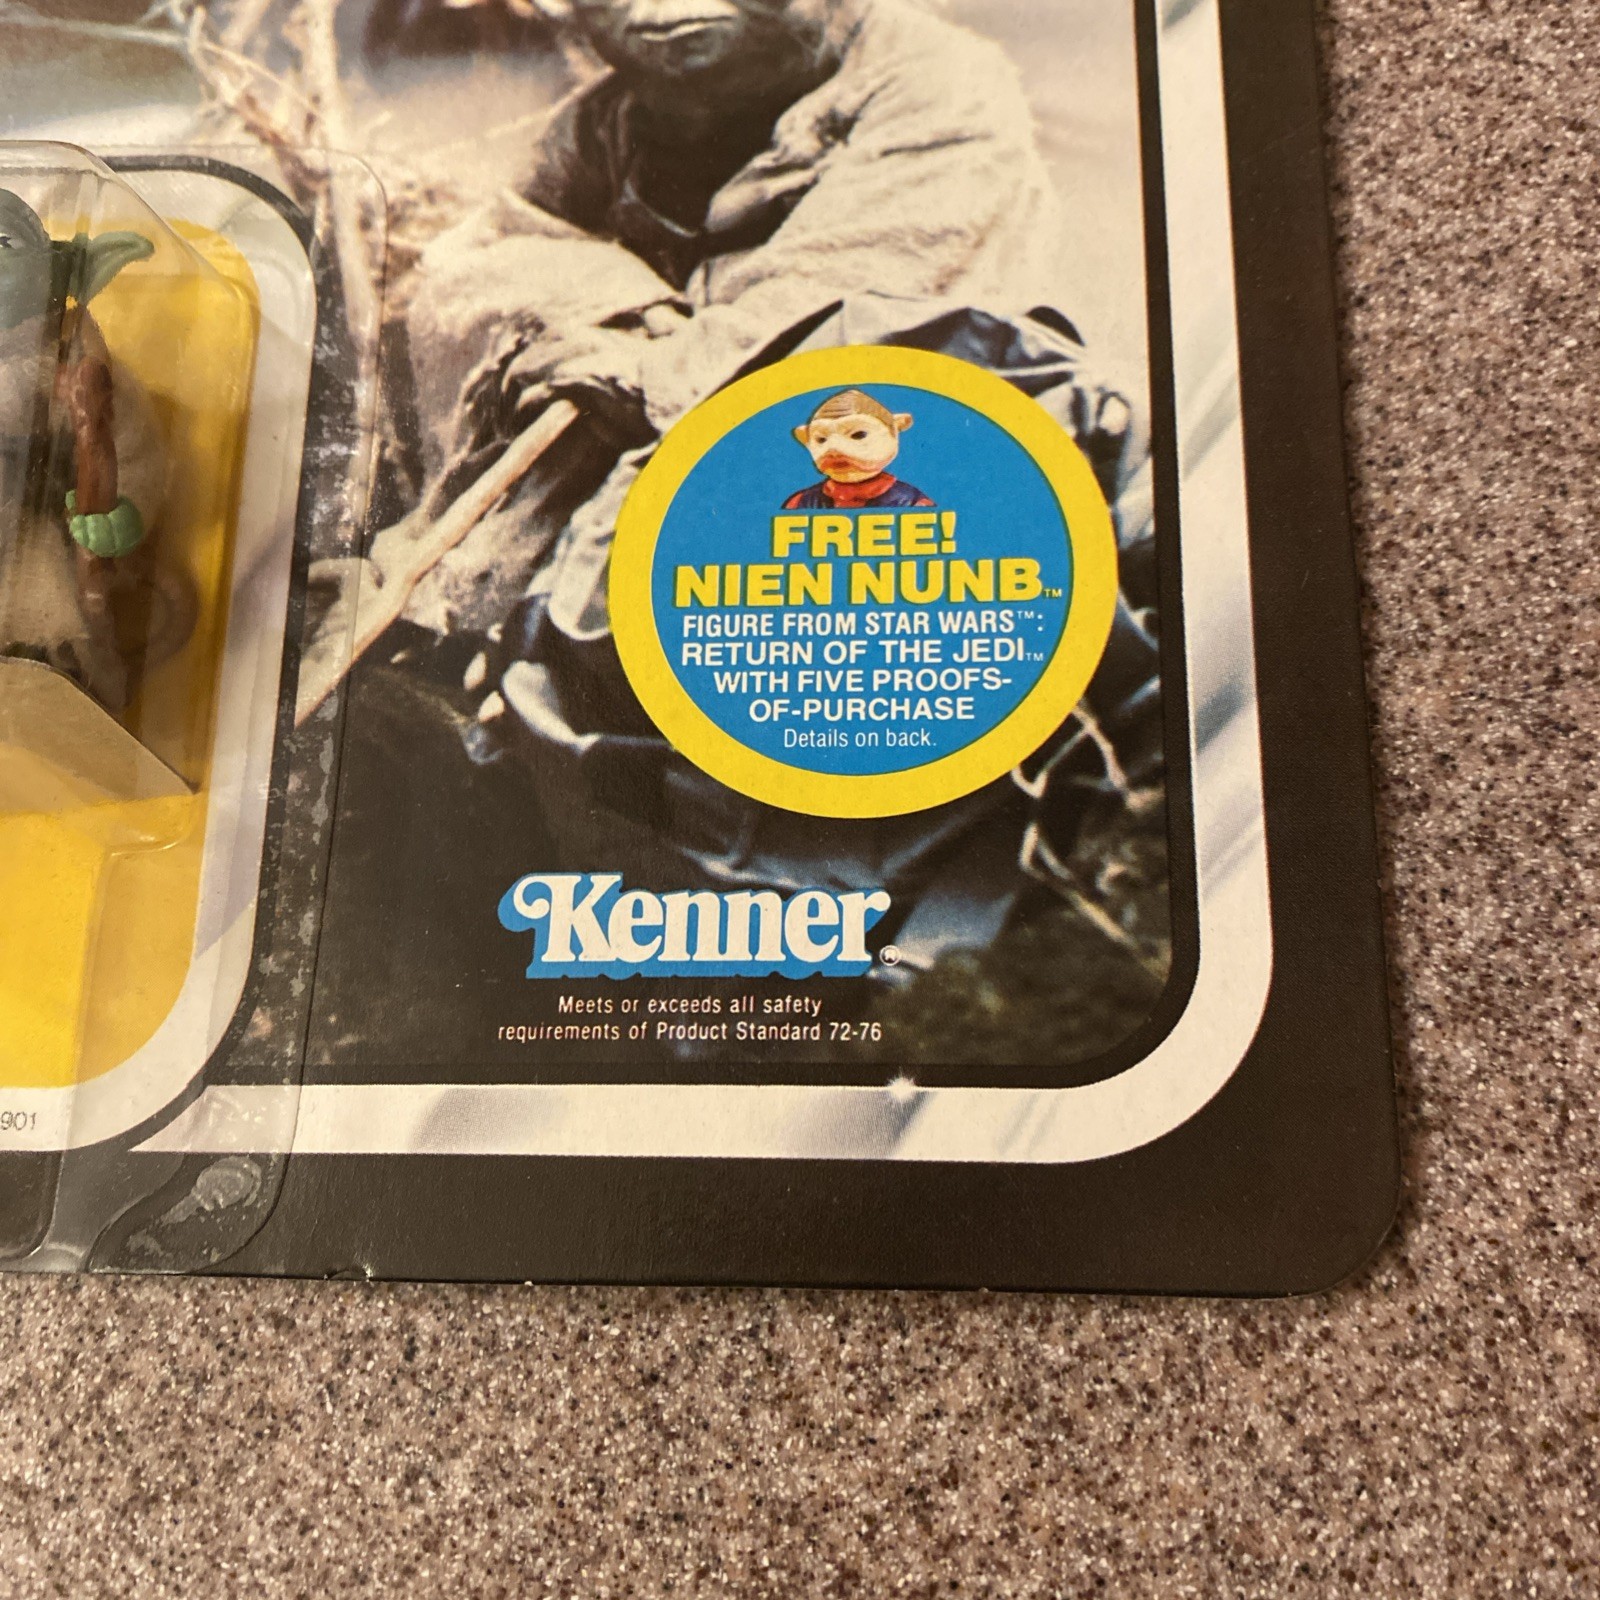 FREE!
NIEN NUNB™
FIGURE FROM STAR WARS™:
RETURN OF THE JEDI™
WITH FIVE PROOFS-
OF-PURCHASE
Details on back.
Kenner®
Meets or exceeds all safety
requirements of Product Standard 72-76
901